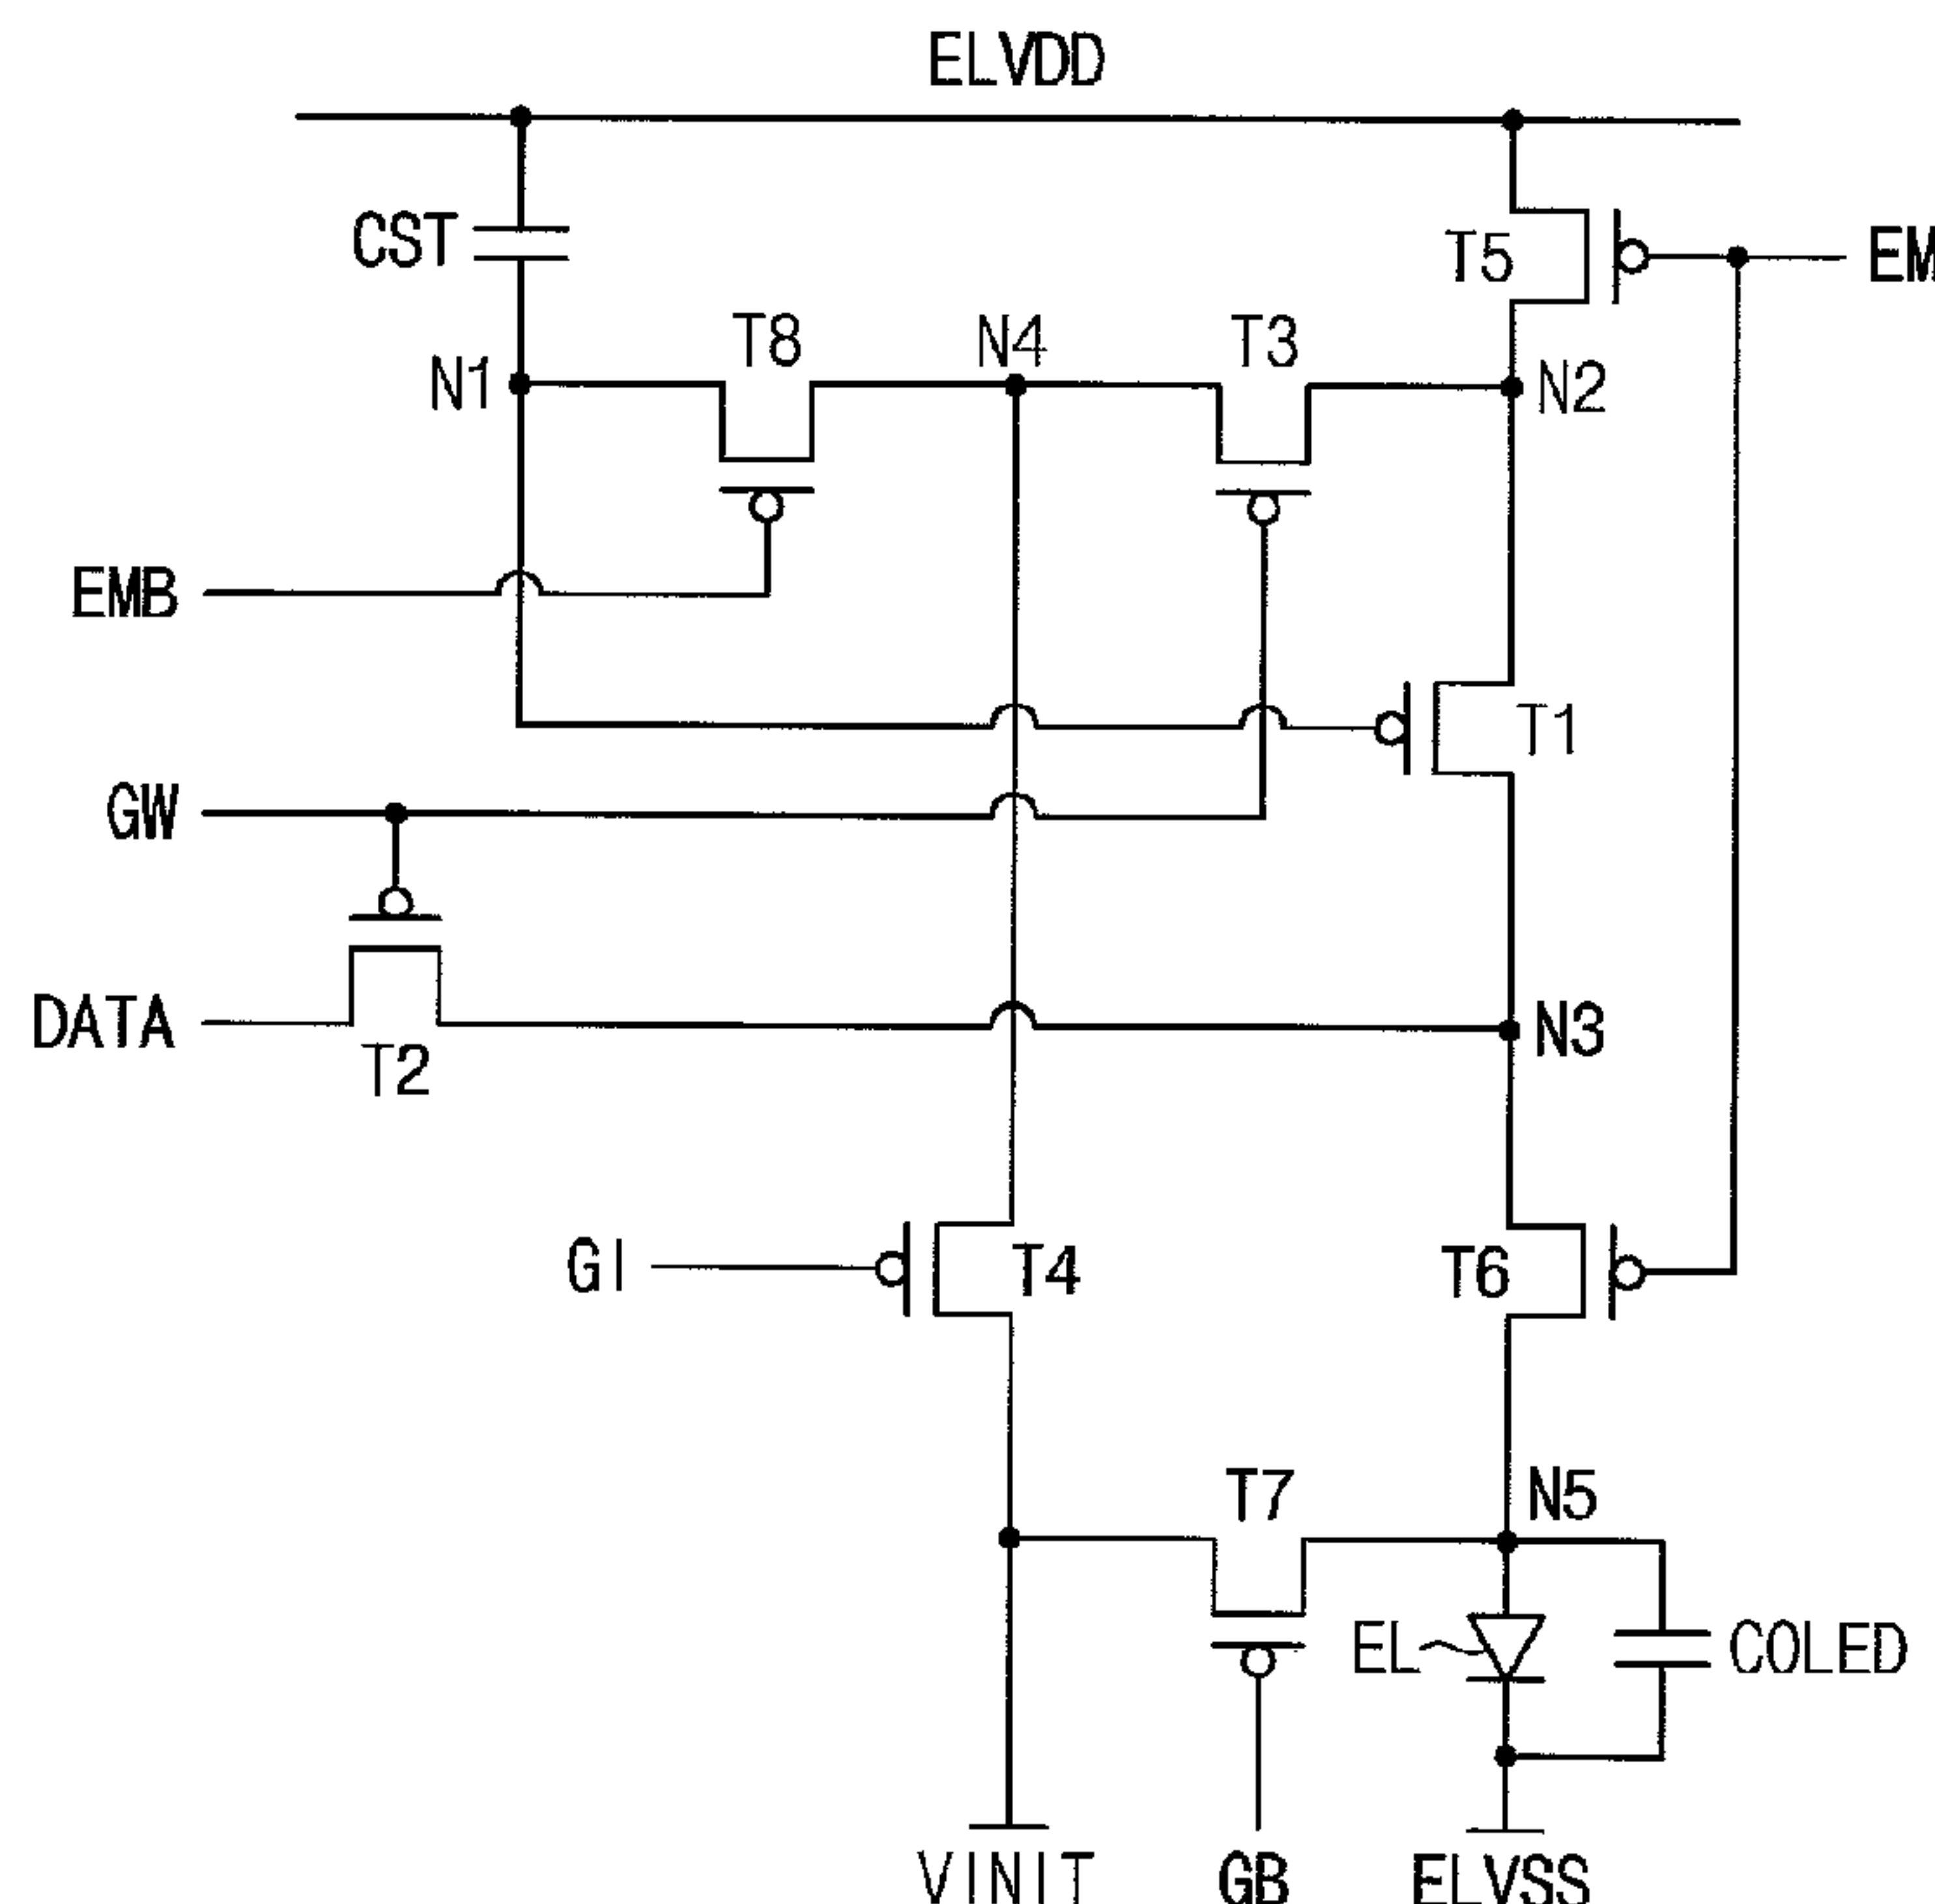 ELVDD
CST
T5
EM
T8
N4
T3
N1
N2
EMB
T1
GW
DATA
T2
N3
GI
T4
T6
T7
N5
EL
COLED
VINIT
GB
ELVSS